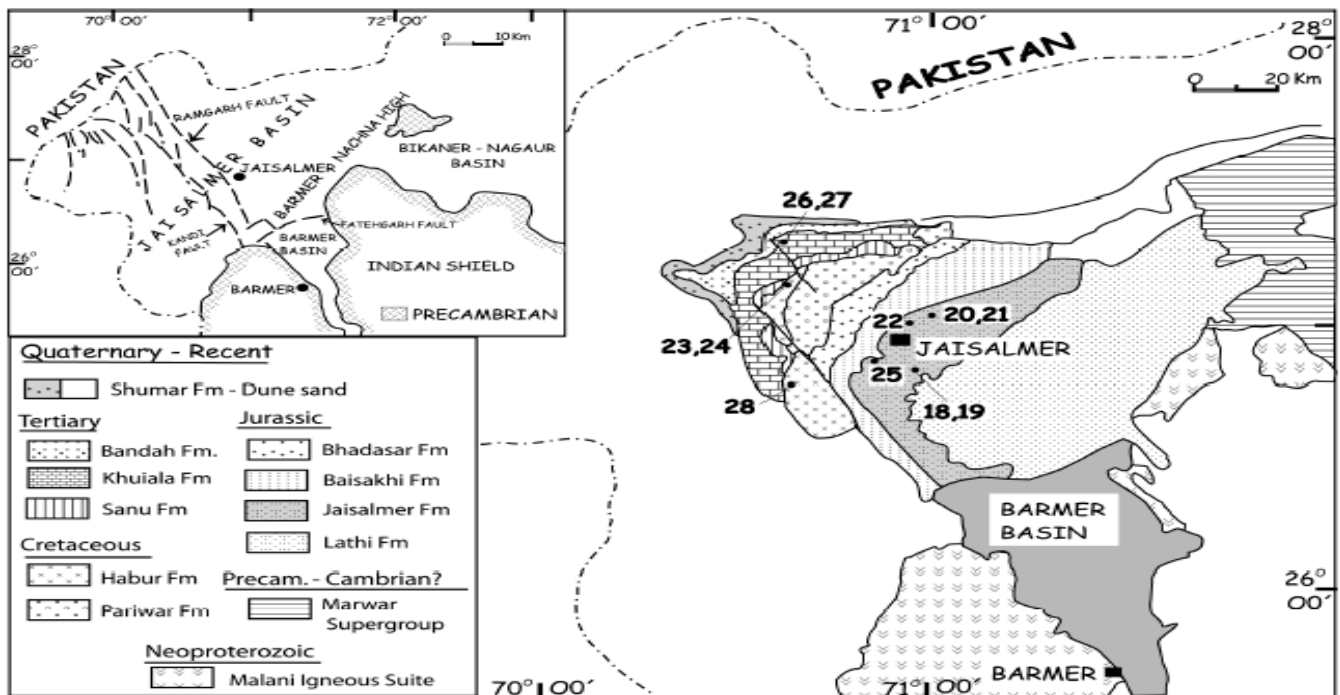 70° 00′
72° 00′
0 10 Km
28°
00′
PAKISTAN
RAMGARH FAULT
JAISALMER BASIN
JAISALMER
BARMER NACHNA HIGH
BIKANER - NAGAUR
BASIN
KANOI
FAULT
FATEHGARH FAULT
BARMER
BASIN
26°
00′
INDIAN SHIELD
BARMER
PRECAMBRIAN
71° 00′
28°
00′
PAKISTAN
0 20 Km
26,27
23,24
22
20,21
JAISALMER
25
18,19
28
BARMER
BASIN
26°
00′
BARMER
70° 00′
71° 00′
Quaternary - Recent
Shumar Fm - Dune sand
Tertiary
Bandah Fm.
Khuiala Fm
Sanu Fm
Cretaceous
Habur Fm
Pariwar Fm
Jurassic
Bhadasar Fm
Baisakhi Fm
Jaisalmer Fm
Lathi Fm
Precam. - Cambrian?
Marwar
Supergroup
Neoproterozoic
Malani Igneous Suite